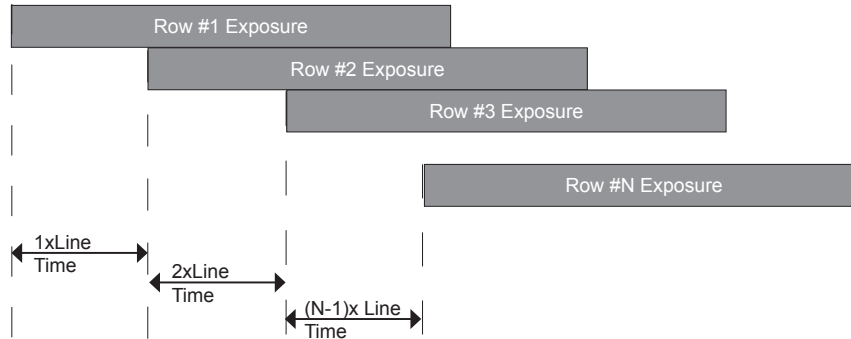 Row #1 Exposure
Row #2 Exposure
Row #3 Exposure
Row #N Exposure
1xLine
Time
2xLine
Time
(N-1)x Line
Time